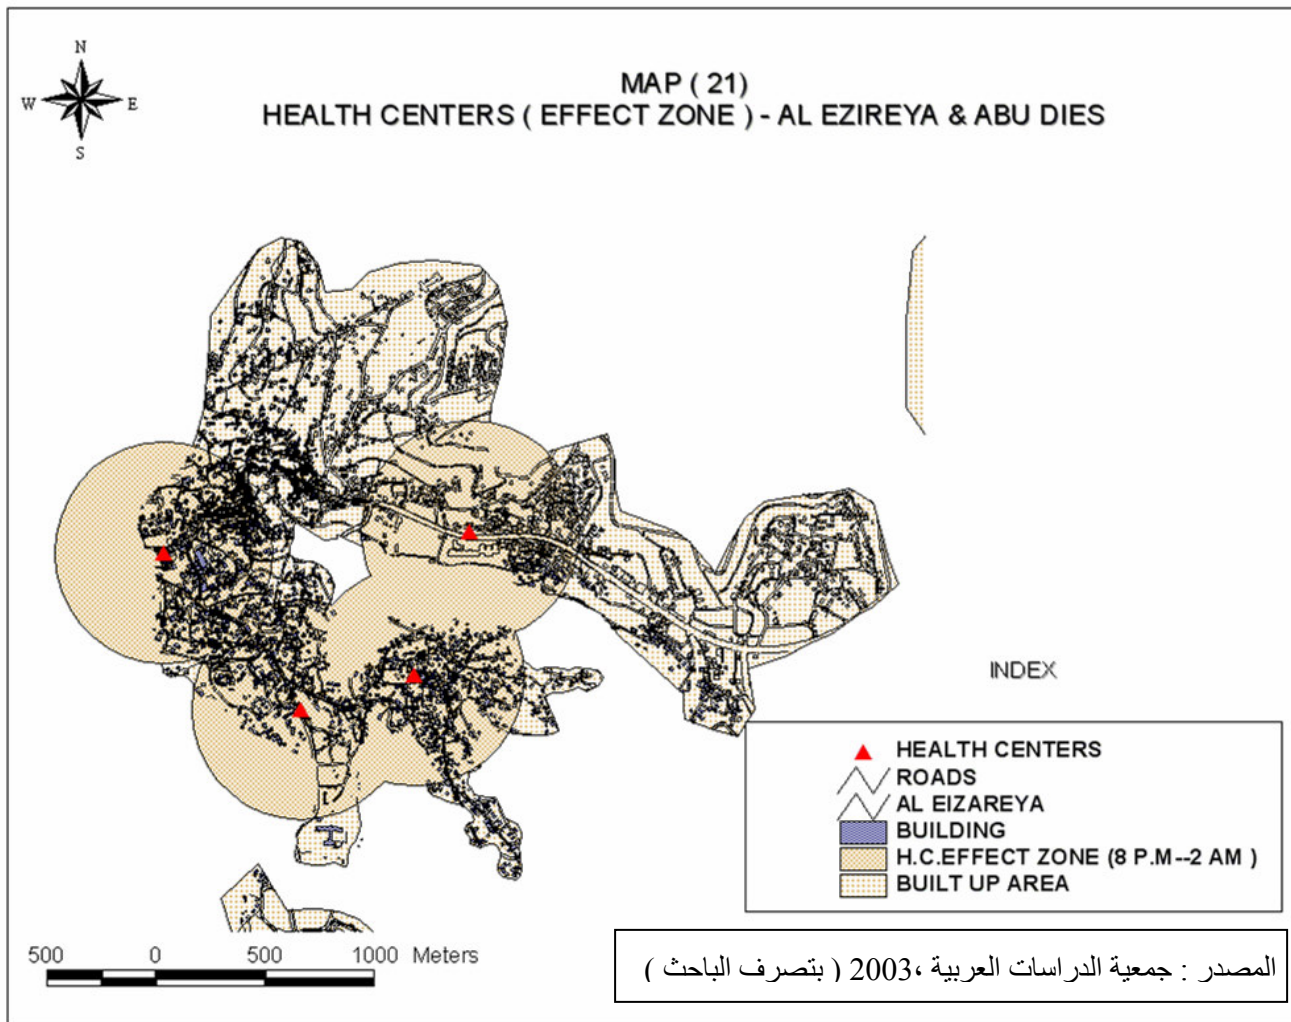 N
W E
S
MAP ( 21)
HEALTH CENTERS ( EFFECT ZONE ) - AL EZIREYA & ABU DIES
INDEX
HEALTH CENTERS
ROADS
AL EIZAREYA
BUILDING
H.C.EFFECT ZONE (8 P.M--2 AM )
BUILT UP AREA
500 0 500 1000 Meters
المصدر : جمعية الدراسات العربية ،2003 ( بتصرف الباحث )